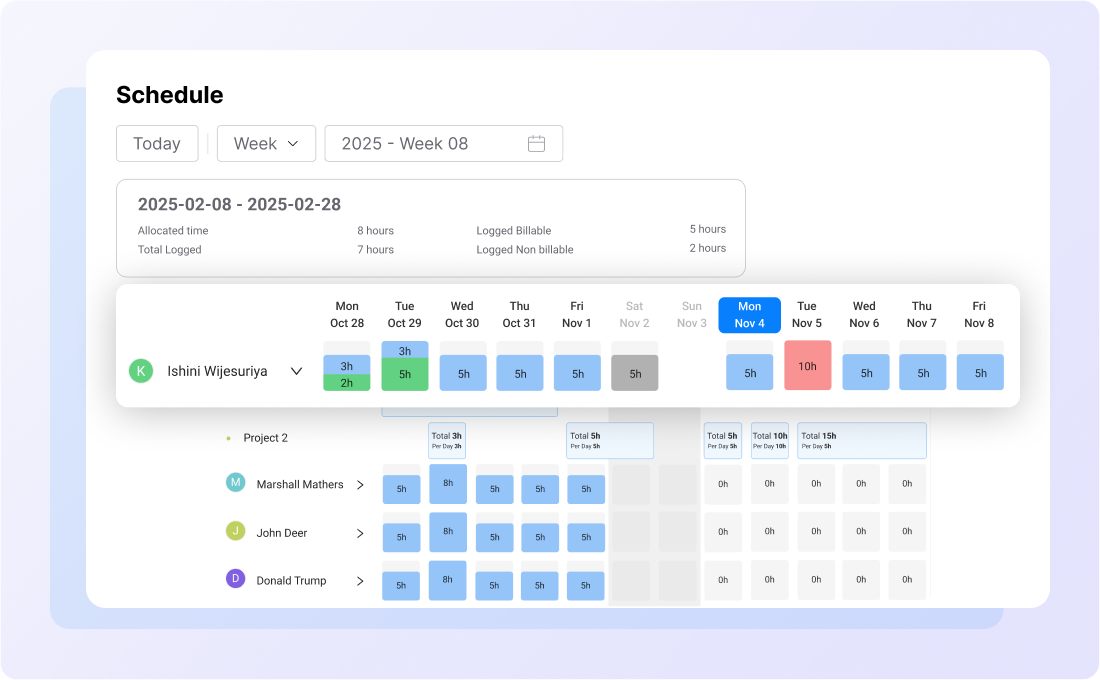 Schedule
Today Week 2025 - Week 08
2025-02-08 - 2025-02-28
Allocated time 8 hours Logged Billable 5 hours
Total Logged 7 hours Logged Non billable 2 hours
Mon Tue Wed Thu Fri Sat Sun Mon Tue Wed Thu Fri
Oct 28 Oct 29 Oct 30 Oct 31 Nov 1 Nov 2 Nov 3 Nov 4 Nov 5 Nov 6 Nov 7 Nov 8
3h
K Ishini Wijesuriya 3h 5h 5h 5h 5h 5h 5h 10h 5h 5h 5h
2h
Project 2 Total 3h Total 5h Total 5h Total 10h Total 15h
Per Day 3h Per Day 5h Per Day 5h Per Day 10h Per Day 5h
M Marshall Mathers 5h 8h 5h 5h 5h 0h 0h 0h 0h 0h
J John Deer 5h 8h 5h 5h 5h 0h 0h 0h 0h 0h
D Donald Trump 5h 8h 5h 5h 5h 0h 0h 0h 0h 0h